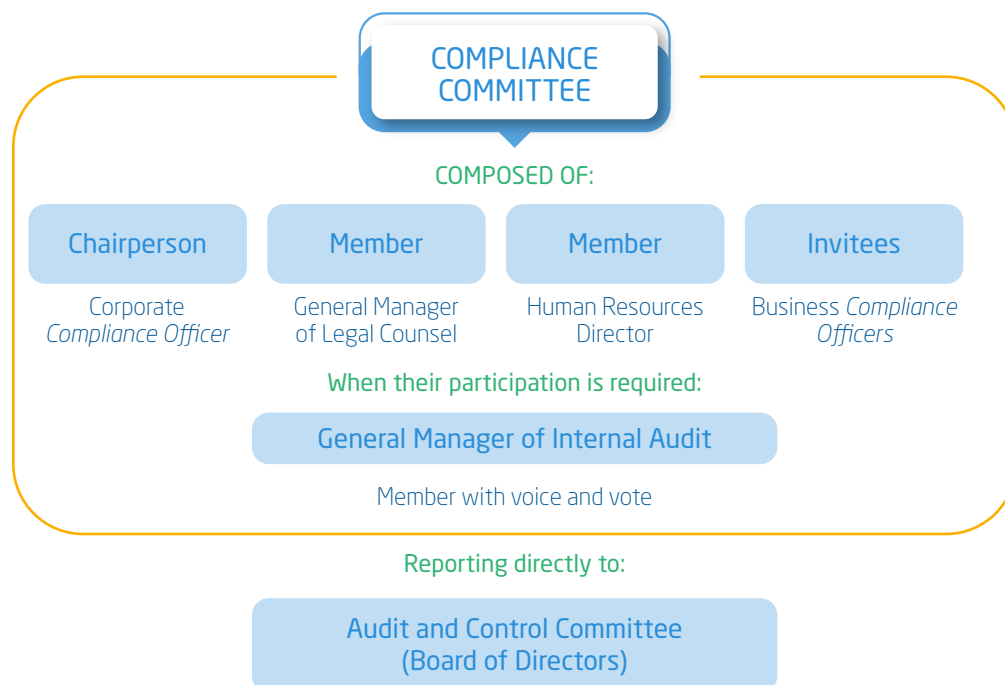 COMPLIANCE
COMMITTEE
COMPOSED OF:
Chairperson
Corporate
Compliance Officer
Member
General Manager
of Legal Counsel
Member
Human Resources
Director
Invitees
Business Compliance
Officers
When their participation is required:
General Manager of Internal Audit
Member with voice and vote
Reporting directly to:
Audit and Control Committee
(Board of Directors)